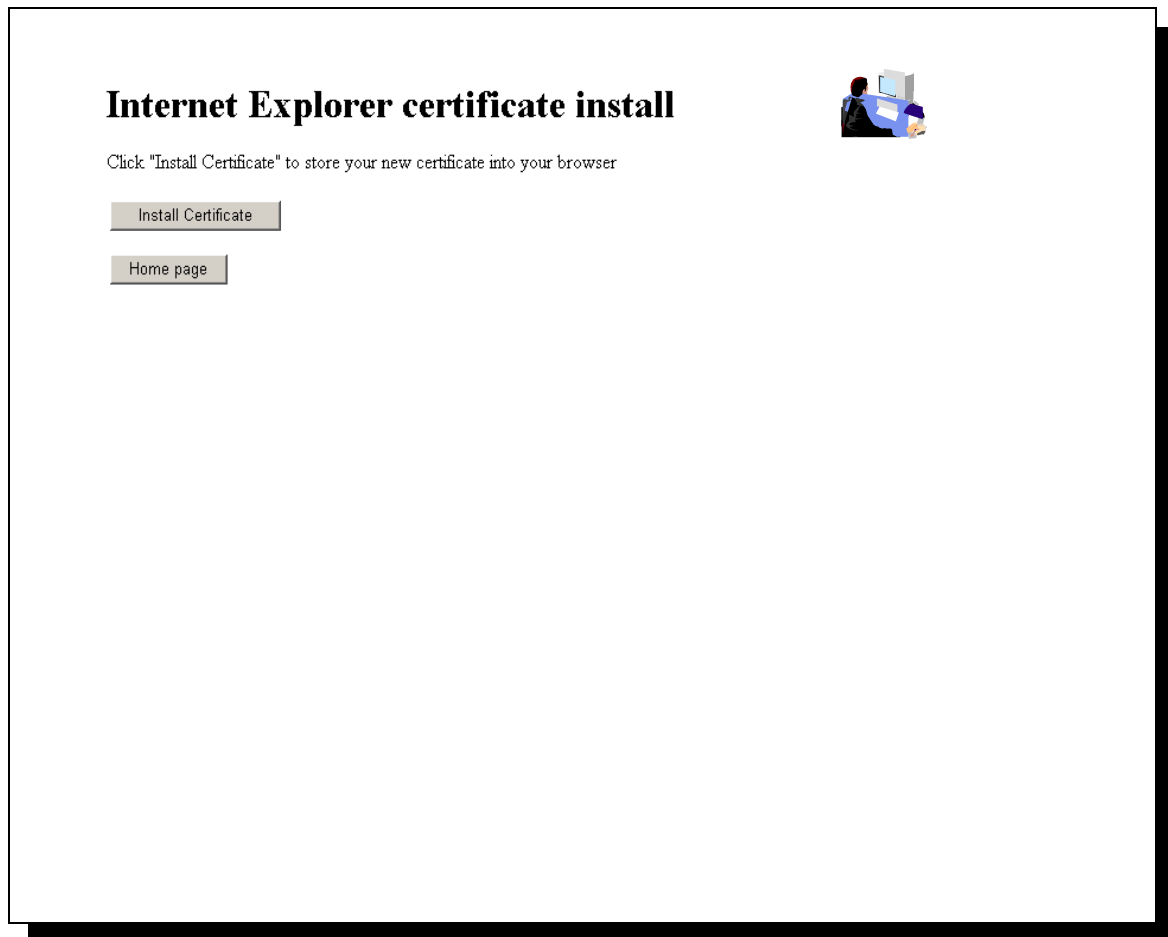 Internet Explorer certificate install
Click "Install Certificate" to store your new certificate into your browser
Install Certificate
Home page